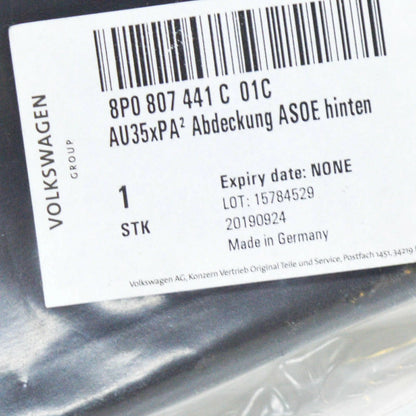 8P0 807 441 C 01C
AU35xPA² Abdeckung ASOE hinten
VOLKSWAGEN
GROUP
1
STK
Expiry date: NONE
LOT: 15784529
20190924
Made in Germany
Volkswagen AG, Konzern Vertrieb Original Teile und Service, Postfach 1451, 34219